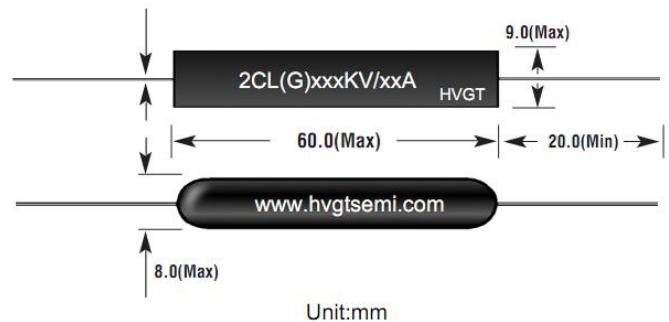 9.0(Max)
2CL(G)xxxKV/xxA
HVGT
60.0(Max)
20.0(Min)
www.hvgtsemi.com
8.0(Max)
Unit:mm